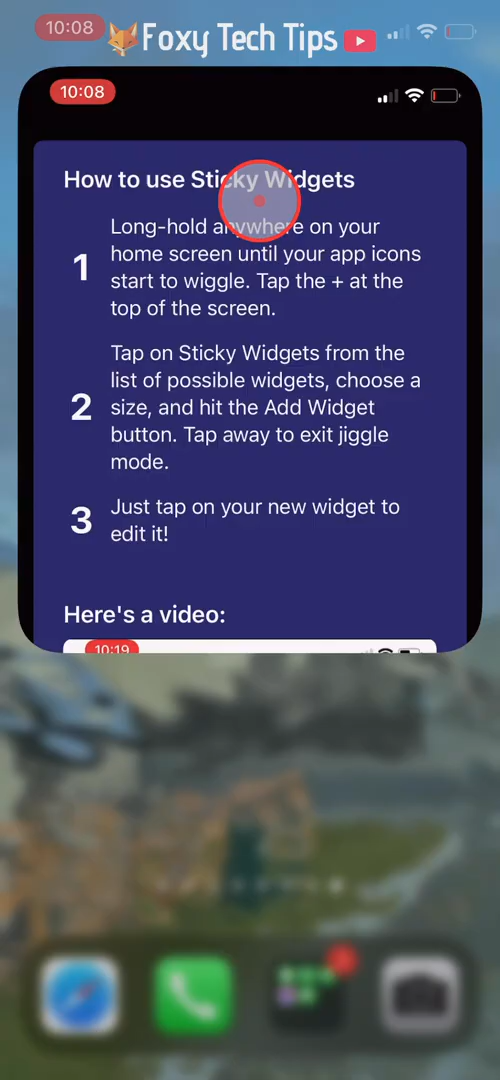 10:08
Foxy Tech Tips
10:08
How to use Sticky Widgets
1
Long-hold anywhere on your
home screen until your app icons
start to wiggle. Tap the + at the
top of the screen.
2
Tap on Sticky Widgets from the
list of possible widgets, choose a
size, and hit the Add Widget
button. Tap away to exit jiggle
mode.
3
Just tap on your new widget to
edit it!
Here's a video:
10:19